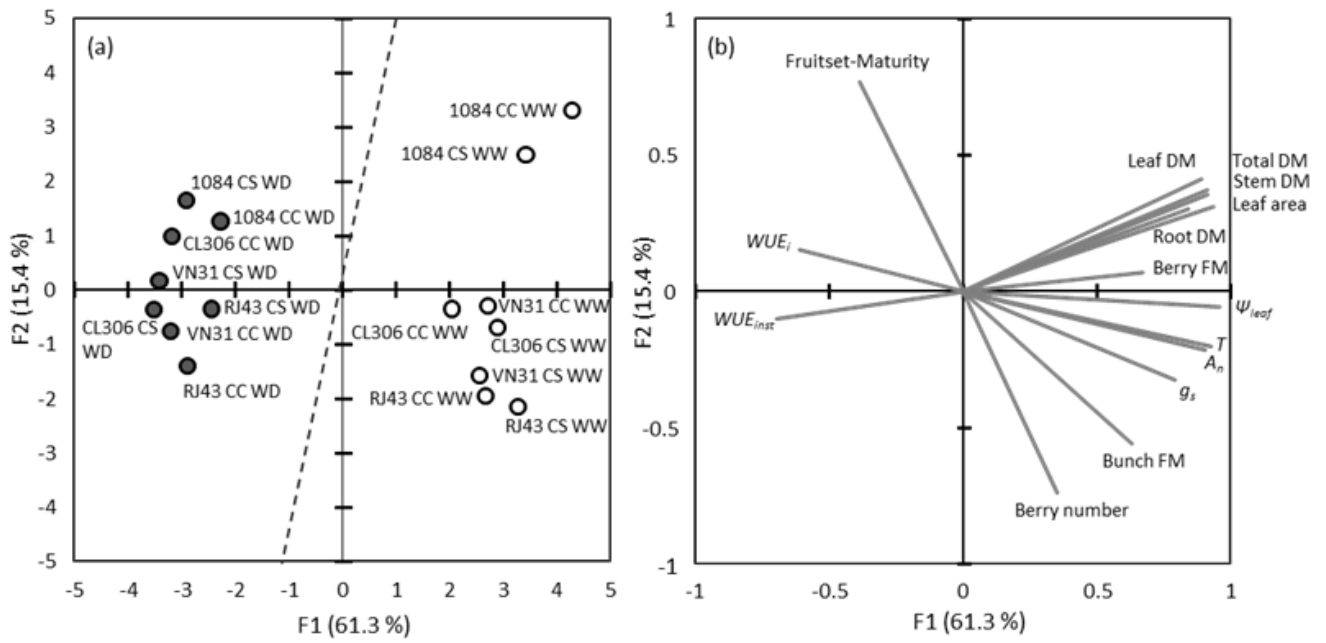 (a)
5
4
3
2
1
0
-1
-2
-3
-4
-5
-5
-4
-3
-2
-1
0
1
2
3
4
5
F2 (15.4 %)
F1 (61.3 %)
1084 CC WW
1084 CS WW
1084 CS WD
1084 CC WD
CL306 CC WD
VN31 CS WD
RJ43 CS WD
CL306 CS
WD
VN31 CC WD
RJ43 CC WD
VN31 CC WW
CL306 CC WW
CL306 CS WW
VN31 CS WW
RJ43 CC WW
RJ43 CS WW
(b)
1
0.5
0
-0.5
-1
-1
-0.5
0
0.5
1
F2 (15.4 %)
F1 (61.3 %)
Fruitset-Maturity
Leaf DM
Total DM
Stem DM
Leaf area
Root DM
WUEi
Berry FM
WUEinst
Ψleaf
T
An
gs
Bunch FM
Berry number